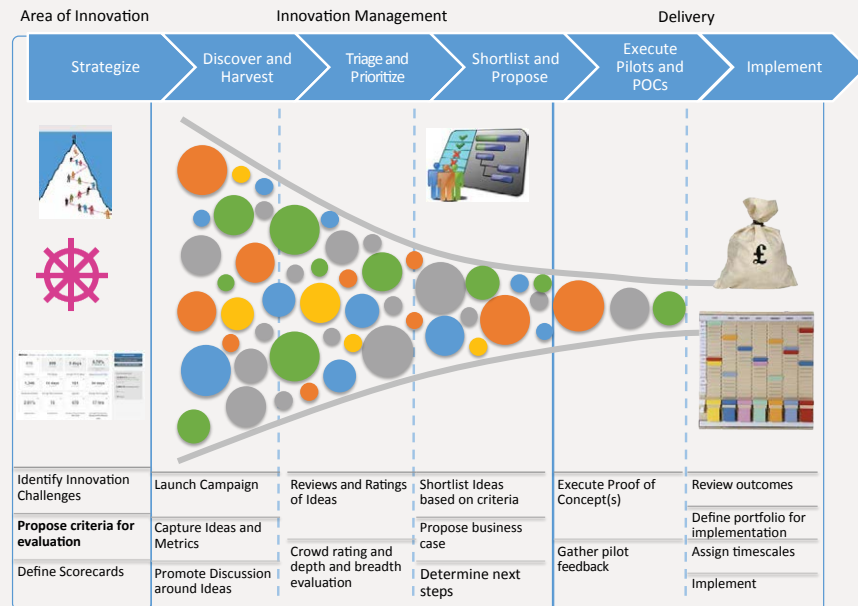 Area of Innovation
Innovation Management
Delivery
Strategize
Discover and
Harvest
Triage and
Prioritize
Shortlist and
Propose
Execute
Pilots and
POCs
Implement
£
Identify Innovation
Challenges
Propose criteria for
evaluation
Define Scorecards
Launch Campaign
Capture Ideas and
Metrics
Promote Discussion
around Ideas
Reviews and Ratings
of Ideas
Crowd rating and
depth and breadth
evaluation
Shortlist Ideas
based on criteria
Propose business
case
Determine next
steps
Execute Proof of
Concept(s)
Gather pilot
feedback
Review outcomes
Define portfolio for
implementation
Assign timescales
Implement